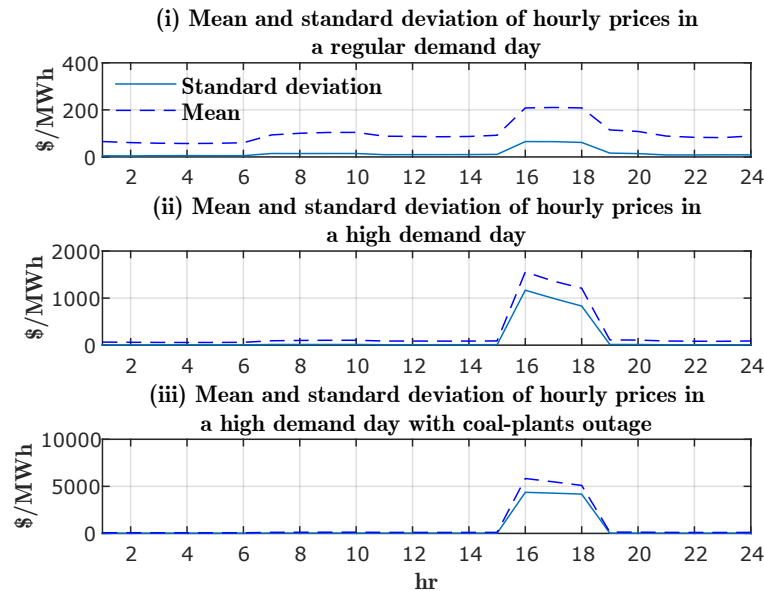 (i) Mean and standard deviation of hourly prices in
a regular demand day
400
200
0
$/MWh
Standard deviation
Mean
2 4 6 8 10 12 14 16 18 20 22 24
(ii) Mean and standard deviation of hourly prices in
a high demand day
2000
1000
0
$/MWh
2 4 6 8 10 12 14 16 18 20 22 24
(iii) Mean and standard deviation of hourly prices in
a high demand day with coal-plants outage
10000
5000
0
$/MWh
2 4 6 8 10 12 14 16 18 20 22 24
hr